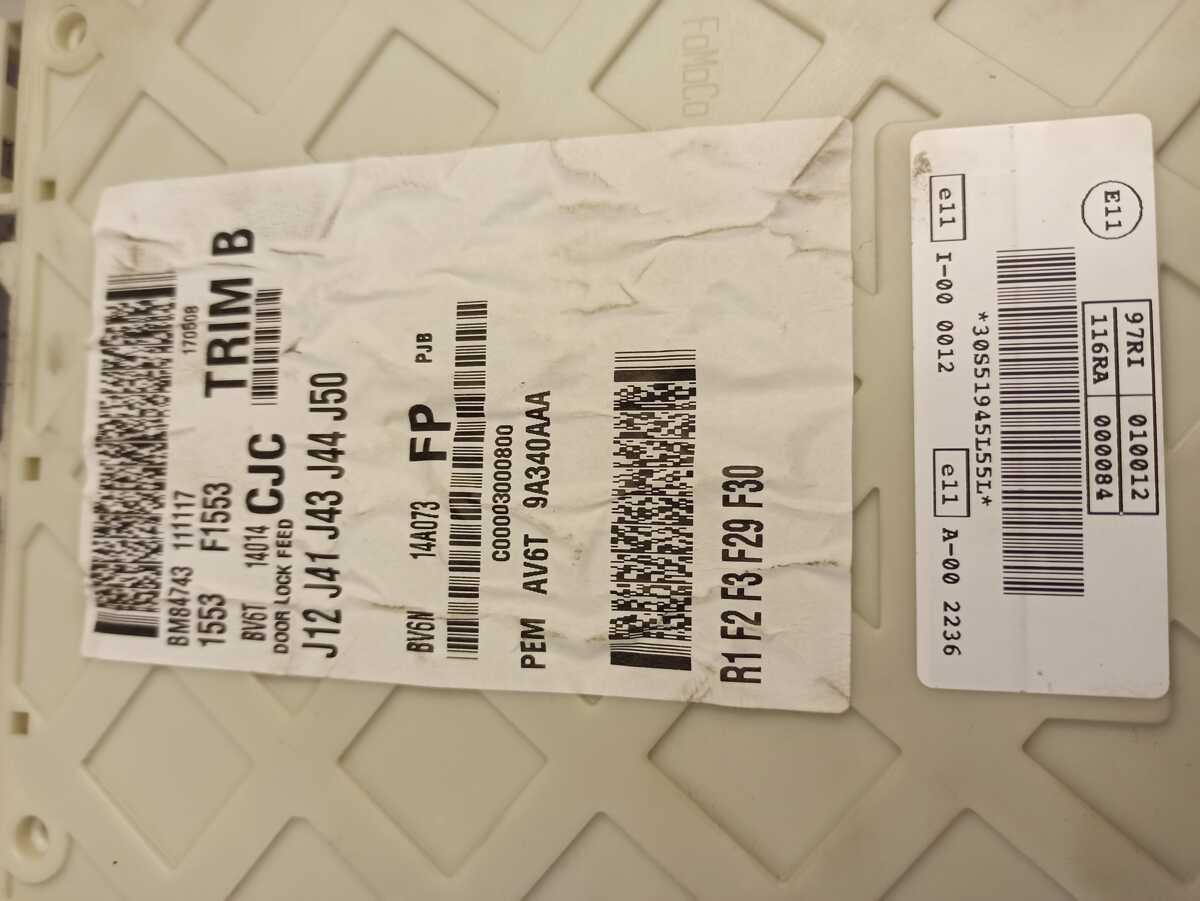 FoMoCo
170508
BM84743 111117
1553 F1553 TRIM B
BV6T 14014 CJC
DOOR LOCK FEED
J12 J41 J43 J44 J50
BV6N 14A073 FP PJB
C00003000800
PEM AV6T 9A340AAA
R1 F2 F3 F29 F30
e11 I-00 0012 e11 A-00 2236
*30S51945L55L*
E11
97RI 010012
116RA 000084